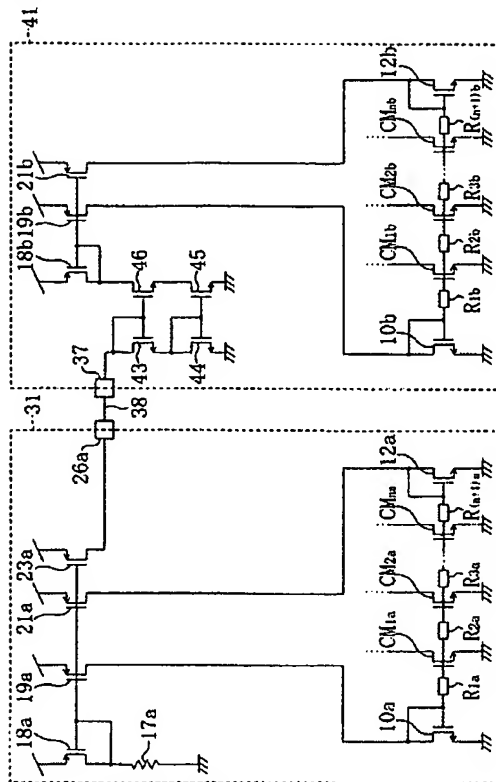 41
18b
19b
21b
46
43
45
44
37
38
10b
12b
CM1b
CM2b
CMnb
R1b
R2b
R3b
R(n+1)b
31
26a
18a
19a
21a
23a
17a
10a
12a
CM1a
CM2a
CMna
R1a
R2a
R3a
R(n+1)a